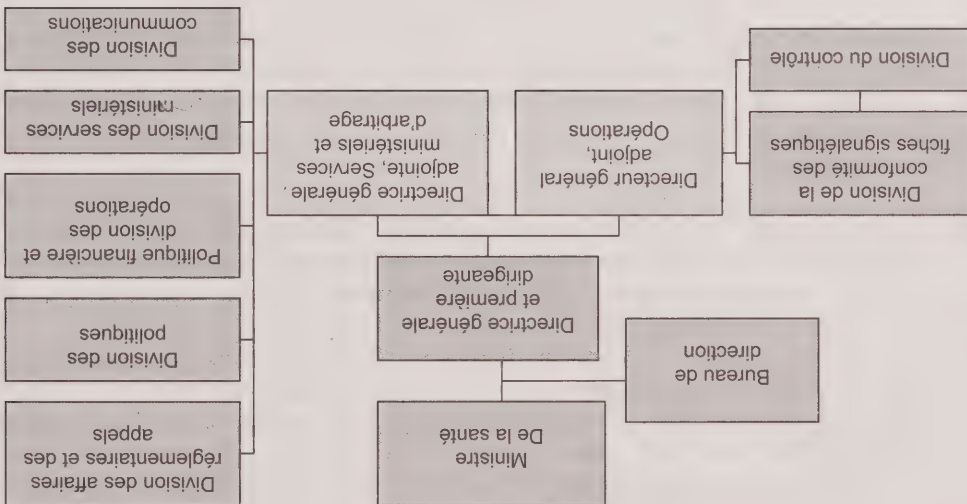 Ministre
De la santé
Bureau de
direction
Directrice générale
et première
dirigeante
Division de la
conformité des
fiches signalétiques
Division du contrôle
Directeur général
adjoint,
Opérations
Directrice générale
adjointe, Services
ministériels et
d'arbitrage
Division des affaires
réglementaires et des
appels
Division des
politiques
Politique financière et
division des
opérations
Division des services
ministériels
Division des
communications